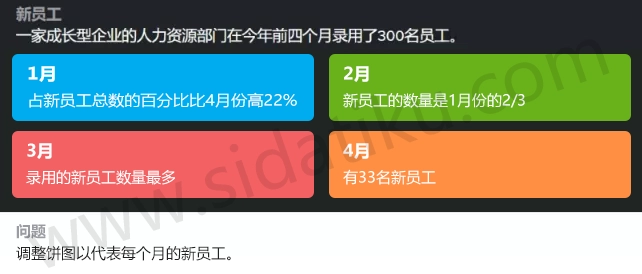 新员工
一家成长型企业的人力资源部门在今年前四个月录用了300名员工。
1月
占新员工总数的百分比比4月份高22%
2月
新员工的数量是1月份的2/3
3月
录用的新员工数量最多
4月
有33名新员工
问题
调整饼图以代表每个月的新员工。
www.sidauku.com